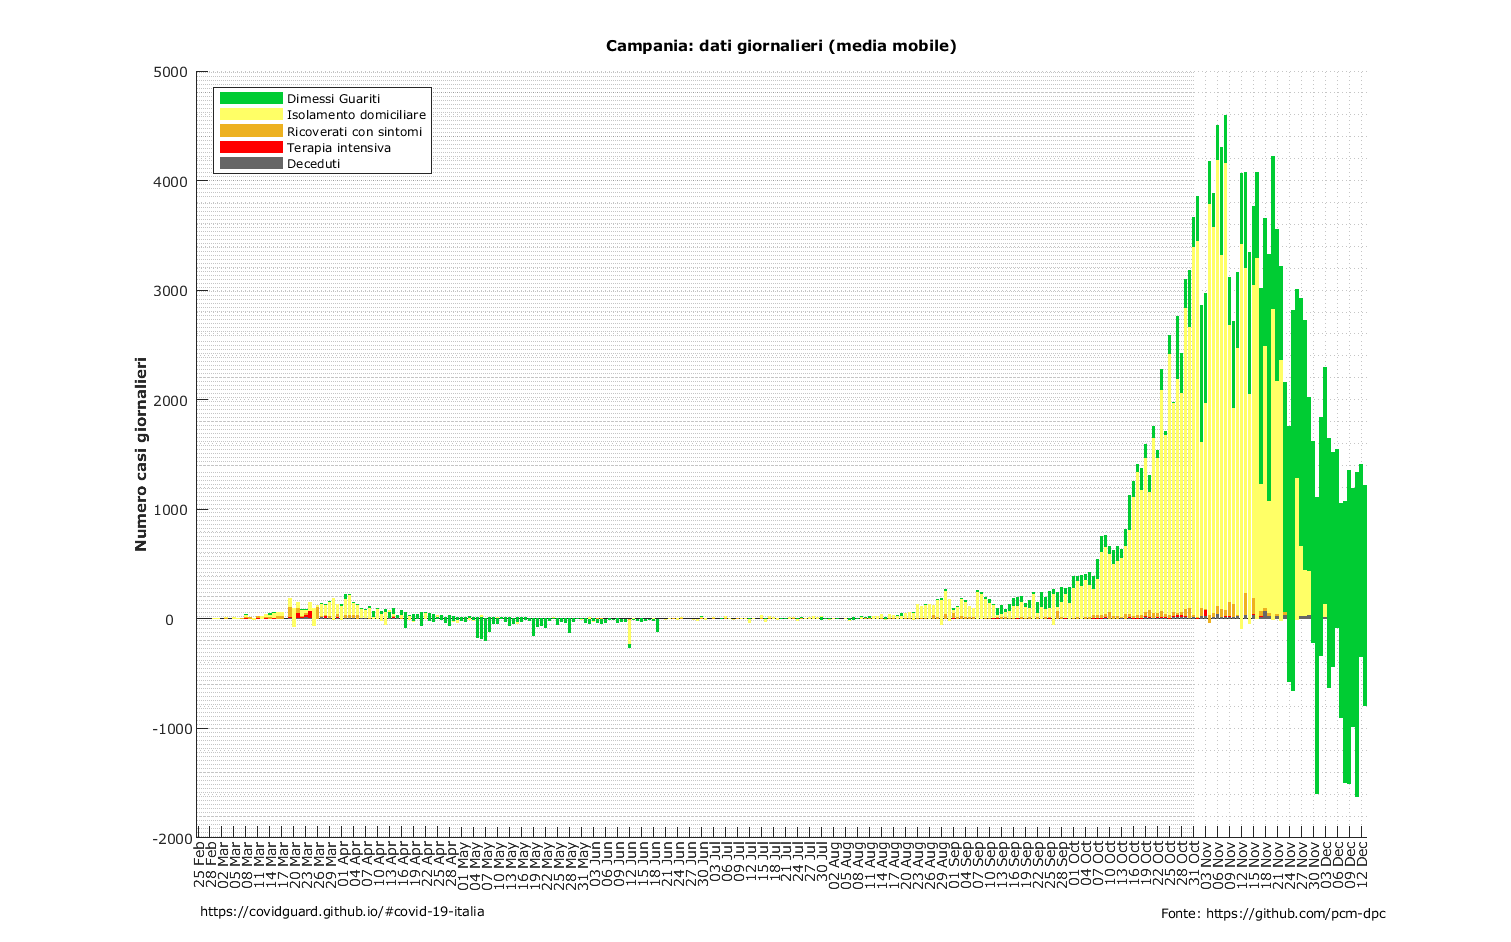 Campania: dati giornalieri (media mobile)
Dimessi Guariti
Isolamento domiciliare
Ricoverati con sintomi
Terapia intensiva
Deceduti
Numero casi giornalieri
5000
4000
3000
2000
1000
0
-1000
-2000
25 Feb
28 Feb
02 Mar
05 Mar
08 Mar
11 Mar
14 Mar
17 Mar
20 Mar
23 Mar
26 Mar
29 Mar
01 Apr
04 Apr
07 Apr
10 Apr
13 Apr
16 Apr
19 Apr
22 Apr
25 Apr
28 Apr
01 May
04 May
07 May
10 May
13 May
16 May
19 May
22 May
25 May
28 May
31 May
03 Jun
06 Jun
09 Jun
12 Jun
15 Jun
18 Jun
21 Jun
24 Jun
27 Jun
30 Jun
03 Jul
06 Jul
09 Jul
12 Jul
15 Jul
18 Jul
21 Jul
24 Jul
27 Jul
30 Jul
02 Aug
05 Aug
08 Aug
11 Aug
14 Aug
17 Aug
20 Aug
23 Aug
26 Aug
29 Aug
01 Sep
04 Sep
07 Sep
10 Sep
13 Sep
16 Sep
19 Sep
22 Sep
25 Sep
28 Sep
01 Oct
04 Oct
07 Oct
10 Oct
13 Oct
16 Oct
19 Oct
22 Oct
25 Oct
28 Oct
31 Oct
03 Nov
06 Nov
09 Nov
12 Nov
15 Nov
18 Nov
21 Nov
24 Nov
27 Nov
30 Nov
03 Dec
06 Dec
09 Dec
12 Dec
https://covidguard.github.io/#covid-19-italia
Fonte: https://github.com/pcm-dpc